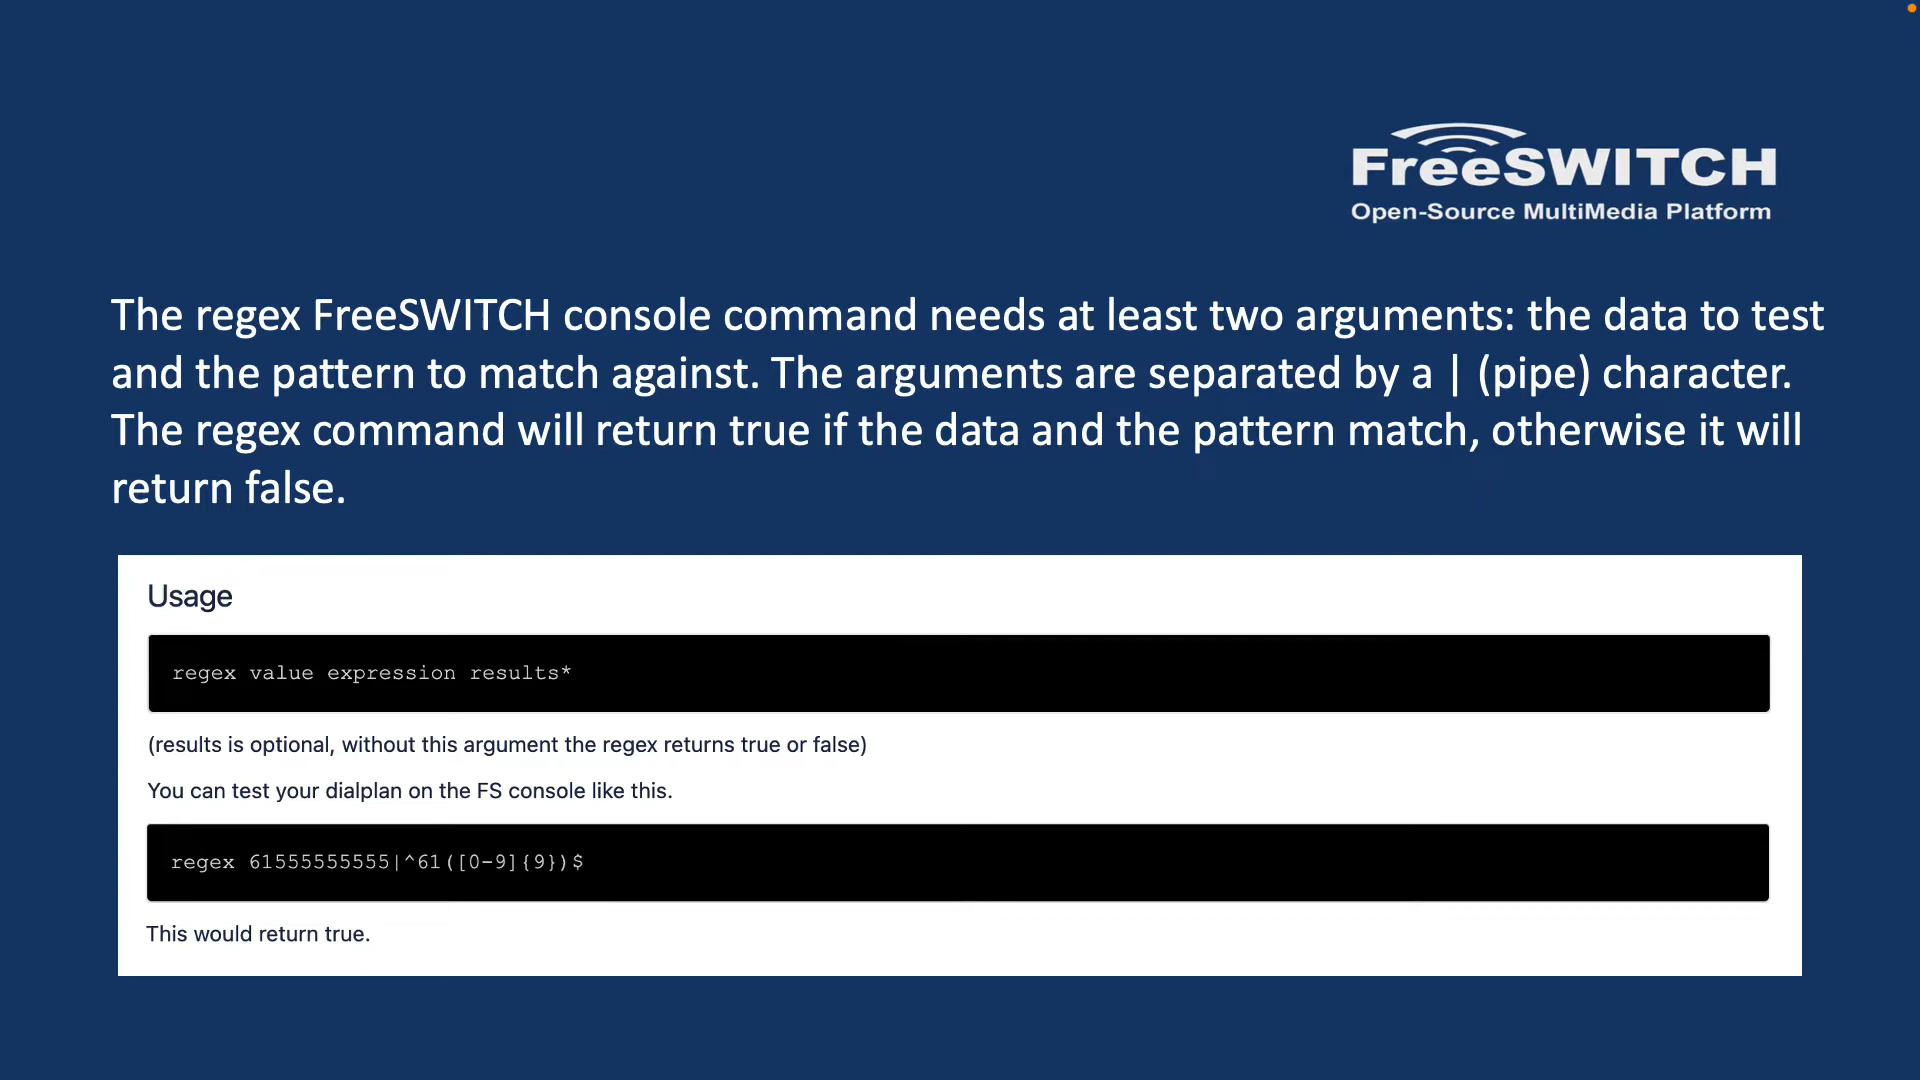 FreeSWITCH
Open-Source MultiMedia Platform
The regex FreeSWITCH console command needs at least two arguments: the data to test
and the pattern to match against. The arguments are separated by a | (pipe) character.
The regex command will return true if the data and the pattern match, otherwise it will
return false.
Usage
regex value expression results*
(results is optional, without this argument the regex returns true or false)
You can test your dialplan on the FS console like this.
regex 61555555555|^61([0-9]{9})$
This would return true.